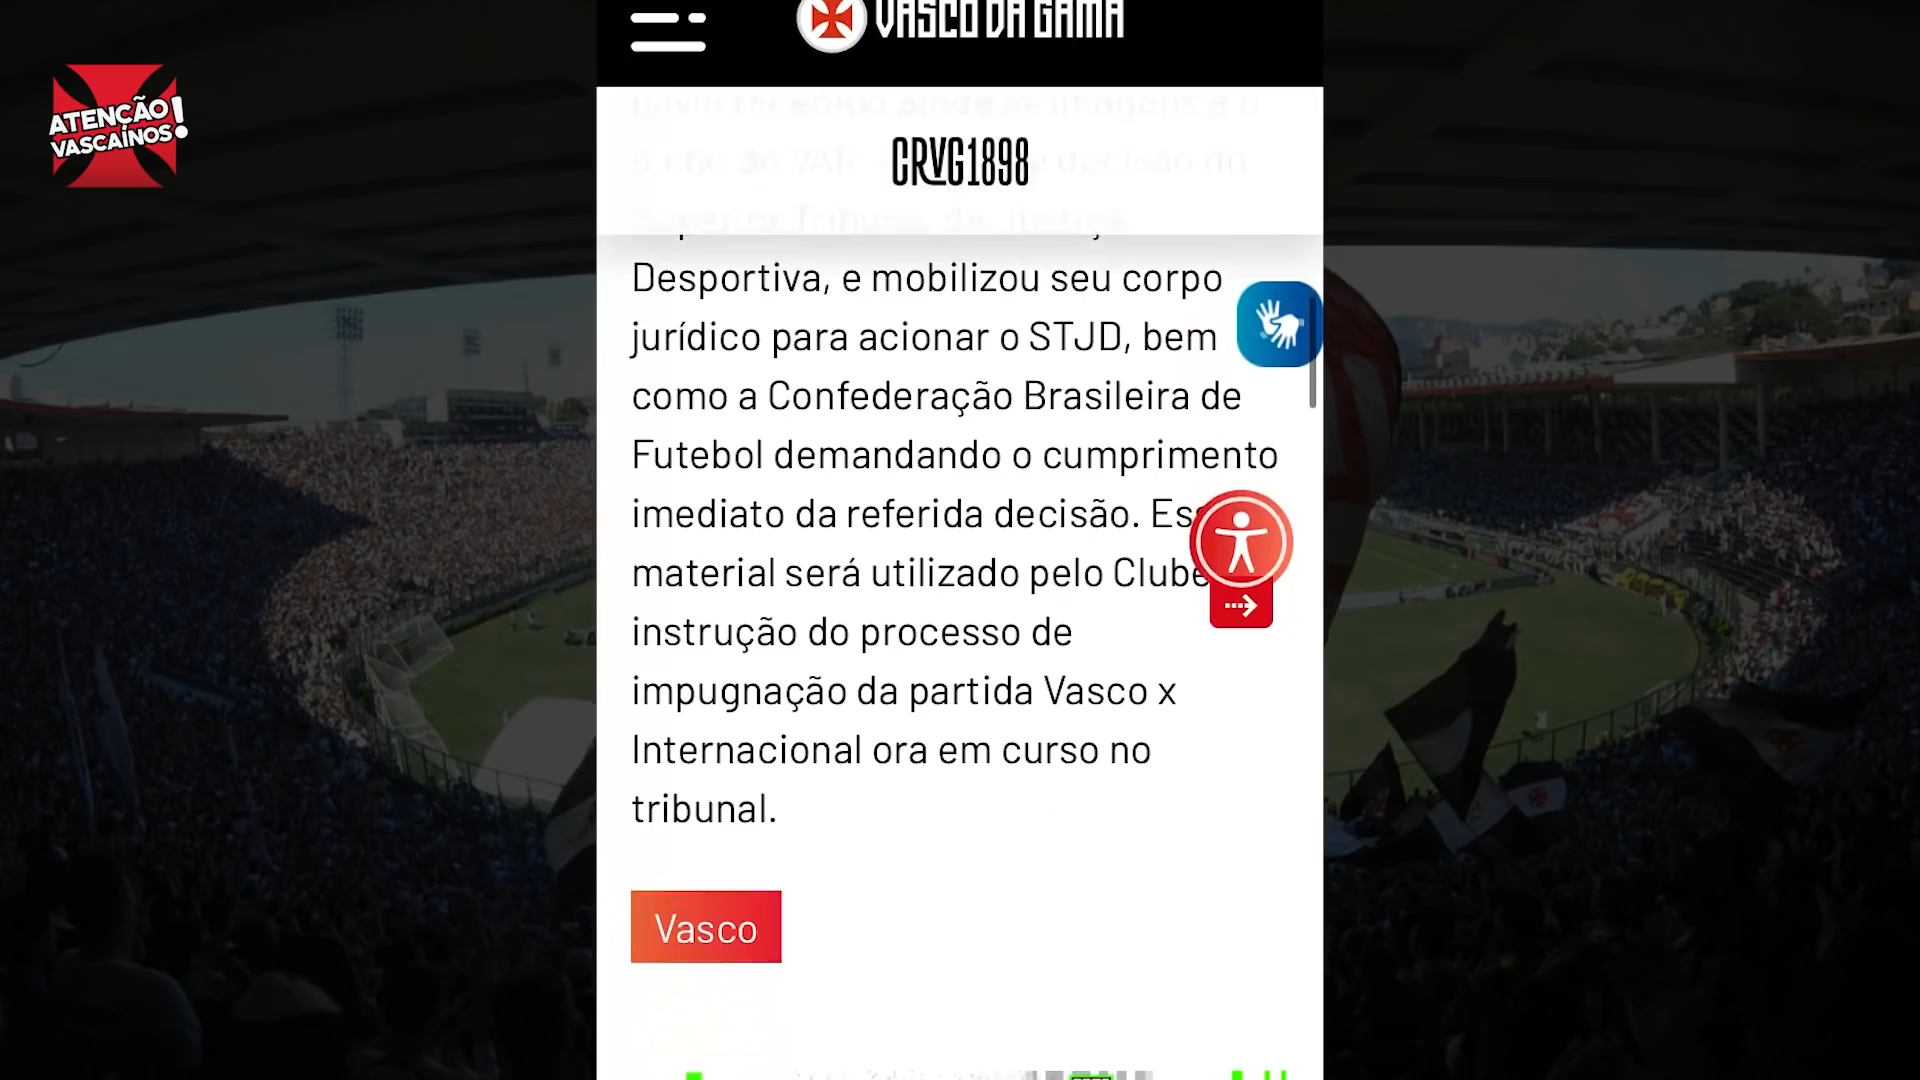 VASCO DA GAMA
ATENÇÃO
VASCAÍNOS!
CRVG1898
Desportiva, e mobilizou seu corpo
jurídico para acionar o STJD, bem
como a Confederação Brasileira de
Futebol demandando o cumprimento
imediato da referida decisão.
material será utilizado pelo Clube
instrução do processo de
impugnação da partida Vasco x
Internacional ora em curso no
tribunal.
Vasco